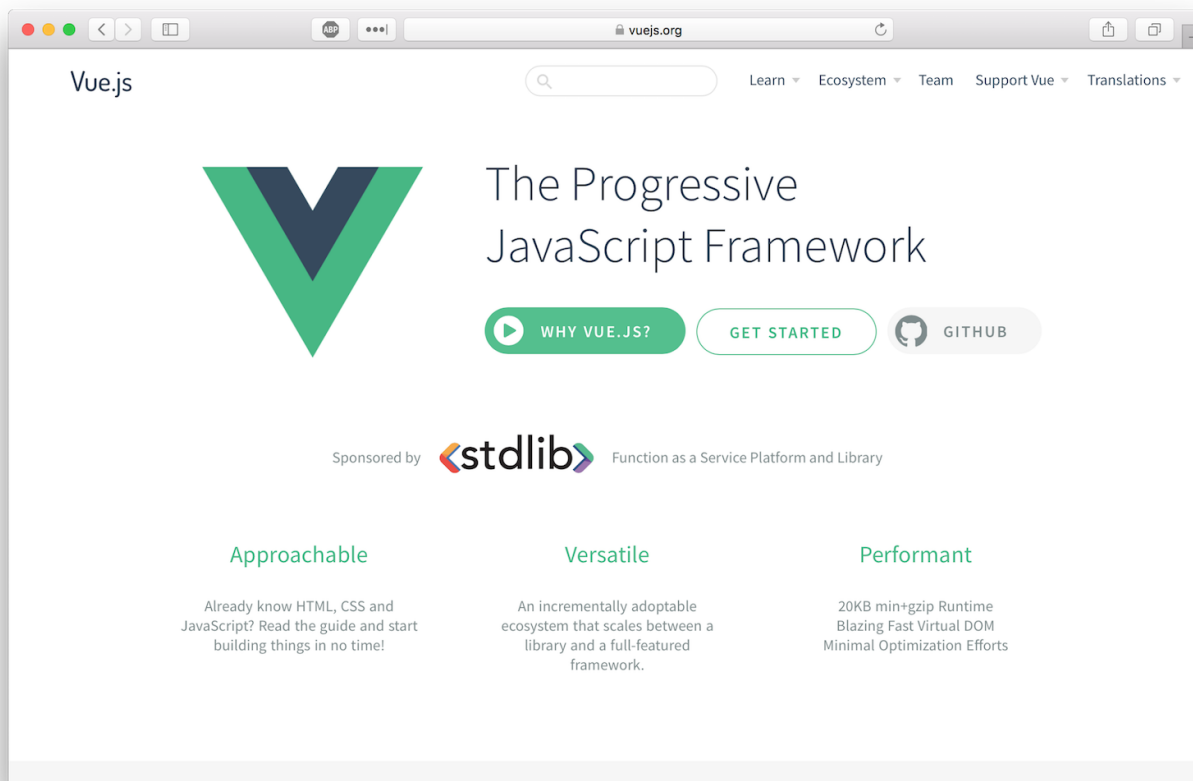 ABP
vuejs.org
Vue.js
Learn Ecosystem Team Support Vue Translations
The Progressive
JavaScript Framework
WHY VUE.JS? GET STARTED GITHUB
Sponsored by <stdlib> Function as a Service Platform and Library
Approachable
Already know HTML, CSS and
JavaScript? Read the guide and start
building things in no time!
Versatile
An incrementally adoptable
ecosystem that scales between a
library and a full-featured
framework.
Performant
20KB min+gzip Runtime
Blazing Fast Virtual DOM
Minimal Optimization Efforts